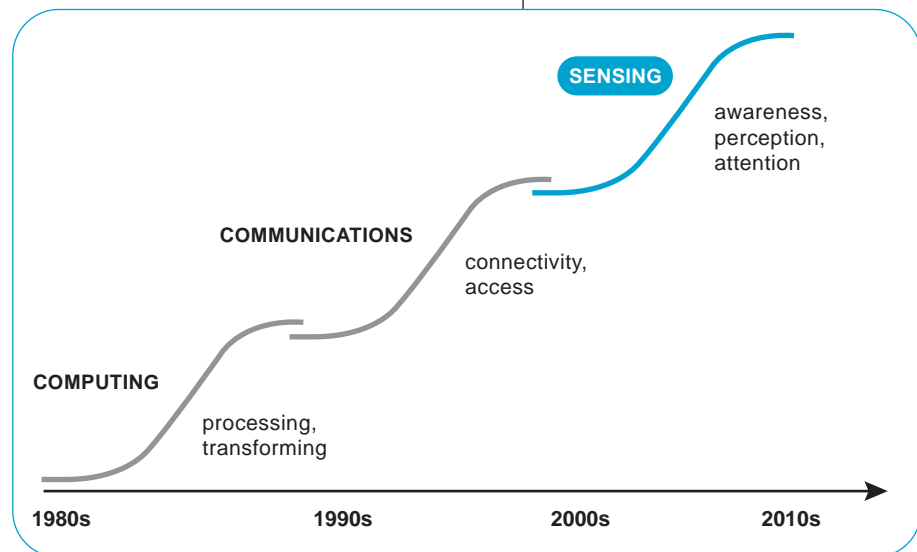 SENSING
awareness,
perception,
attention
COMMUNICATIONS
connectivity,
access
COMPUTING
processing,
transforming
1980s 1990s 2000s 2010s